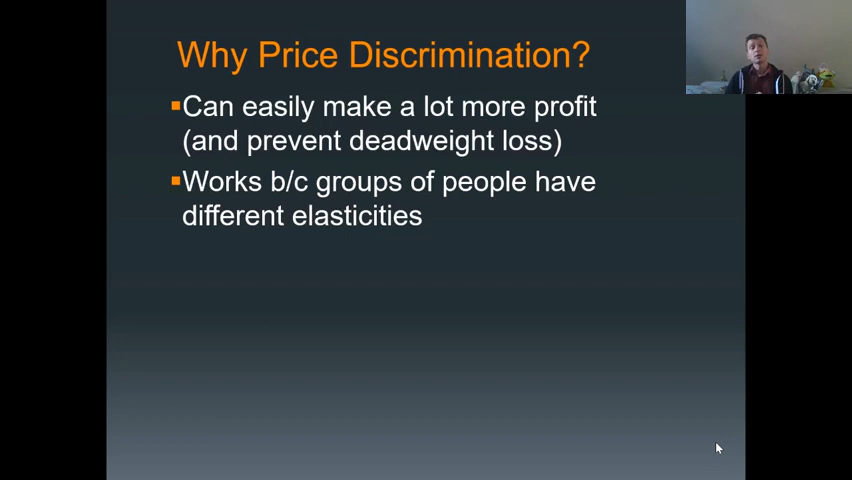 Why Price Discrimination?
▪Can easily make a lot more profit
(and prevent deadweight loss)
▪Works b/c groups of people have
different elasticities